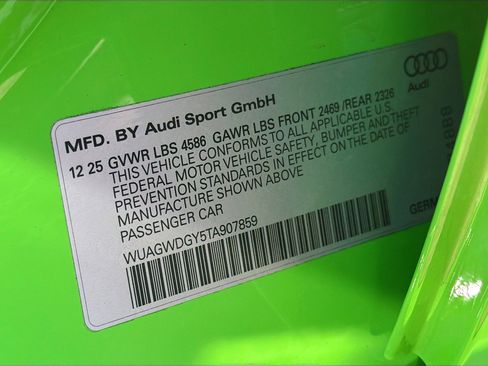 Audi
MFD. BY Audi Sport GmbH
12 25 GVWR LBS 4586 GAWR LBS FRONT 2469 /REAR 2326
THIS VEHICLE CONFORMS TO ALL APPLICABLE U.S.
FEDERAL MOTOR VEHICLE SAFETY, BUMPER AND THEFT
PREVENTION STANDARDS IN EFFECT ON THE DATE OF
MANUFACTURE SHOWN ABOVE
PASSENGER CAR
WUAGWDGY5TA907859